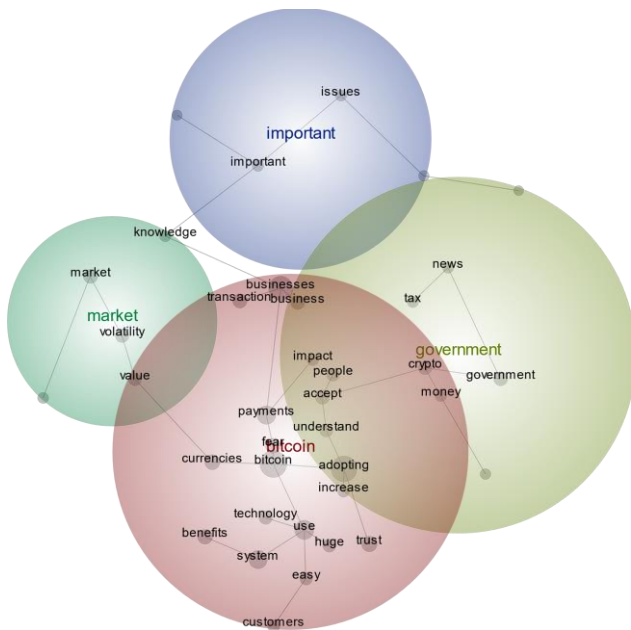 issues
important
important
knowledge
market
market
volatility
value
businesses
transaction
business
news
tax
government
crypto
government
money
impact
people
accept
payments
understand
fear
bitcoin
bitcoin
currencies
adopting
increase
technology
use
benefits
huge
trust
system
easy
customers